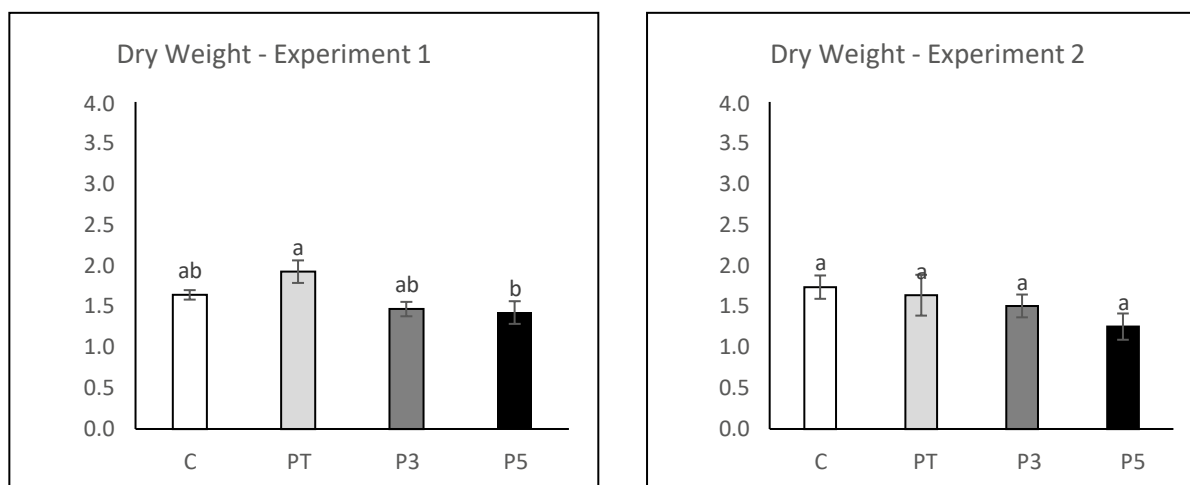 Dry Weight - Experiment 1
4.0
3.5
3.0
2.5
2.0
1.5
1.0
0.5
0.0
ab
a
ab
b
C PT P3 P5
Dry Weight - Experiment 2
4.0
3.5
3.0
2.5
2.0
1.5
1.0
0.5
0.0
a
a
a
a
C PT P3 P5